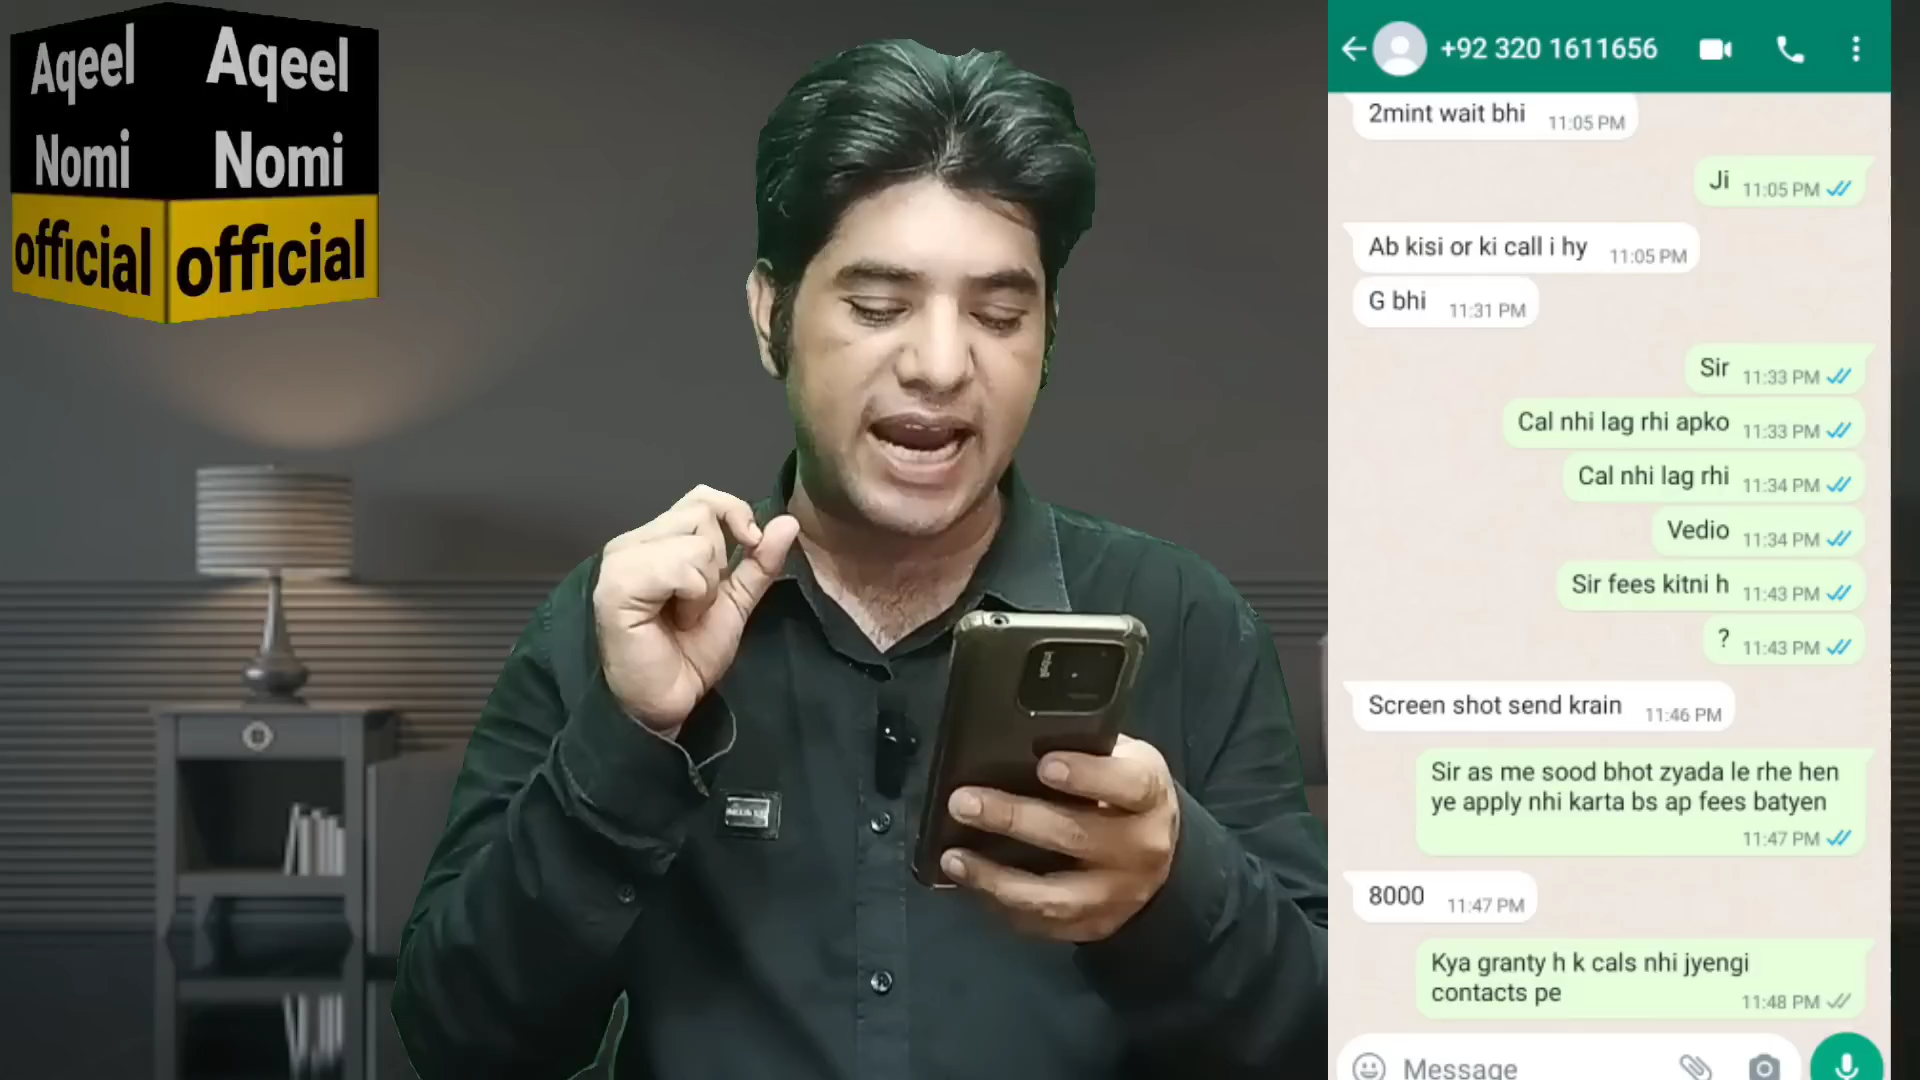 Aqeel
Nomi
official
Aqeel
Nomi
official
+92 320 1611656
2mint wait bhi 11:05 PM
Ji 11:05 PM
Ab kisi or ki call i hy 11:05 PM
G bhi 11:31 PM
Sir 11:33 PM
Cal nhi lag rhi apko 11:33 PM
Cal nhi lag rhi 11:34 PM
Vedio 11:34 PM
Sir fees kitni h 11:43 PM
? 11:43 PM
Screen shot send krain 11:46 PM
Sir as me sood bhot zyada le rhe hen
ye apply nhi karta bs ap fees batyen
11:47 PM
8000 11:47 PM
Kya granty h k cals nhi jyengi
contacts pe 11:48 PM
Message